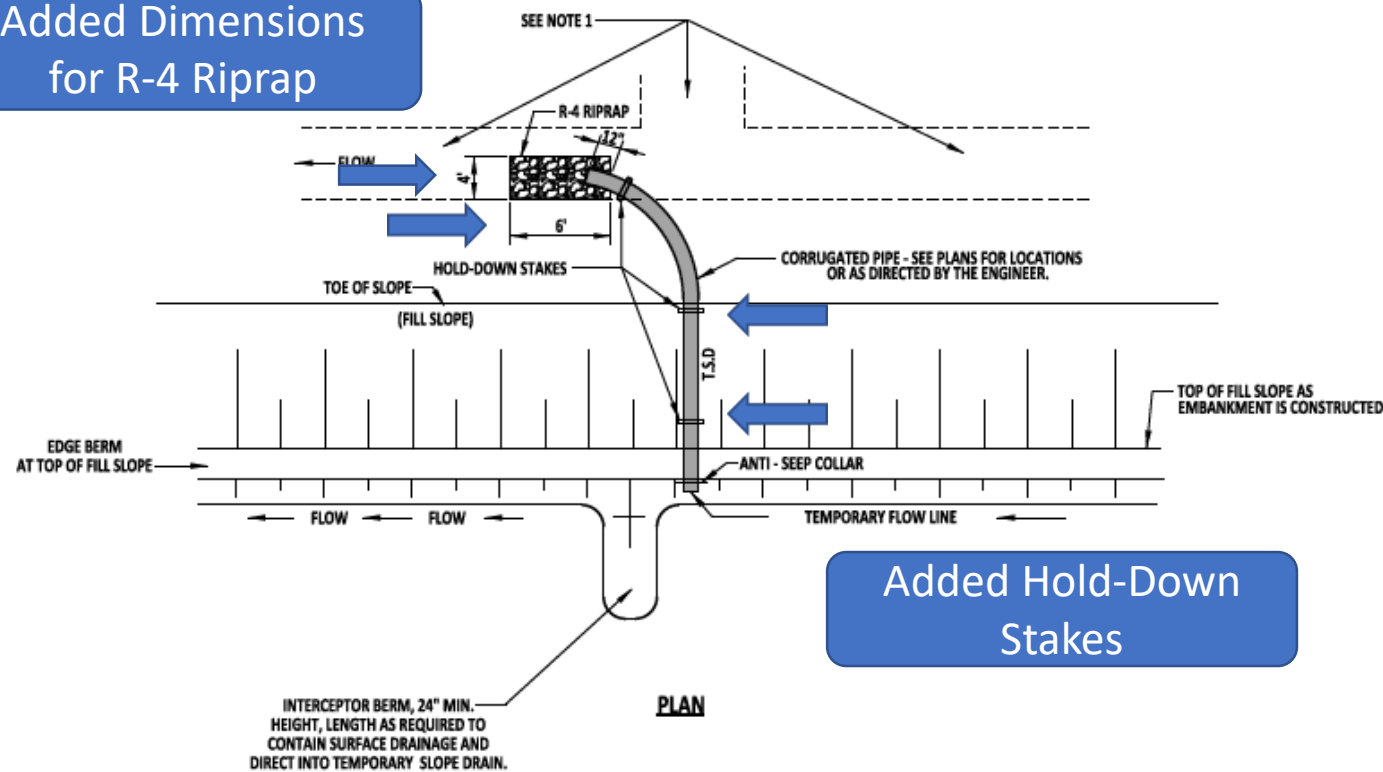 Added Dimensions
for R-4 Riprap
SEE NOTE 1
R-4 RIPRAP
12"
FLOW
4'
6'
HOLD-DOWN STAKES
CORRUGATED PIPE - SEE PLANS FOR LOCATIONS
OR AS DIRECTED BY THE ENGINEER.
TOE OF SLOPE
(FILL SLOPE)
T.S.D
TOP OF FILL SLOPE AS
EMBANKMENT IS CONSTRUCTED
EDGE BERM
AT TOP OF FILL SLOPE
ANTI - SEEP COLLAR
FLOW
FLOW
TEMPORARY FLOW LINE
Added Hold-Down
Stakes
INTERCEPTOR BERM, 24" MIN.
HEIGHT, LENGTH AS REQUIRED TO
CONTAIN SURFACE DRAINAGE AND
DIRECT INTO TEMPORARY SLOPE DRAIN.
PLAN